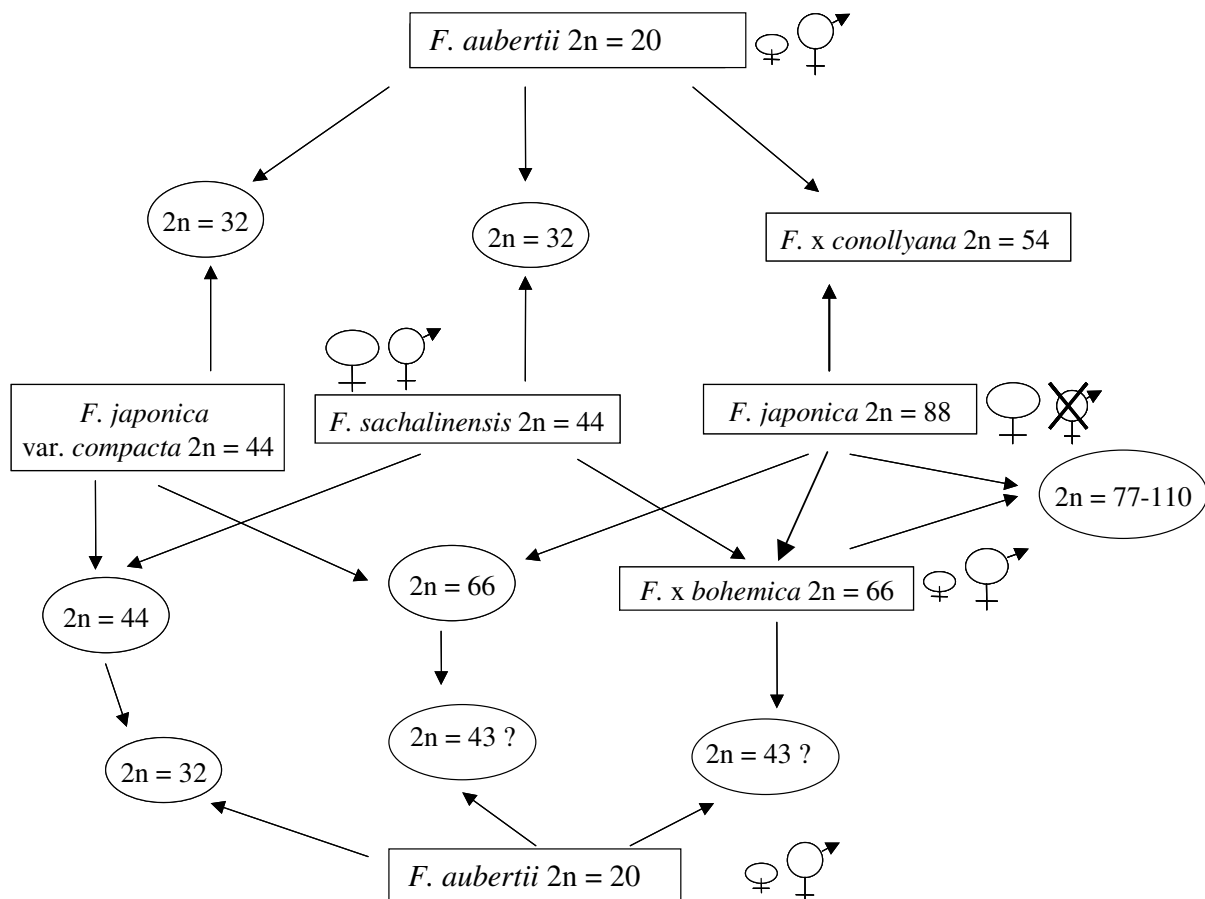 F. aubertii 2n = 20
2n = 32
2n = 32
F. x conollyana 2n = 54
F. japonica
var. compacta 2n = 44
F. sachalinensis 2n = 44
F. japonica 2n = 88
2n = 77-110
2n = 44
2n = 66
F. x bohemica 2n = 66
2n = 32
2n = 43 ?
2n = 43 ?
F. aubertii 2n = 20